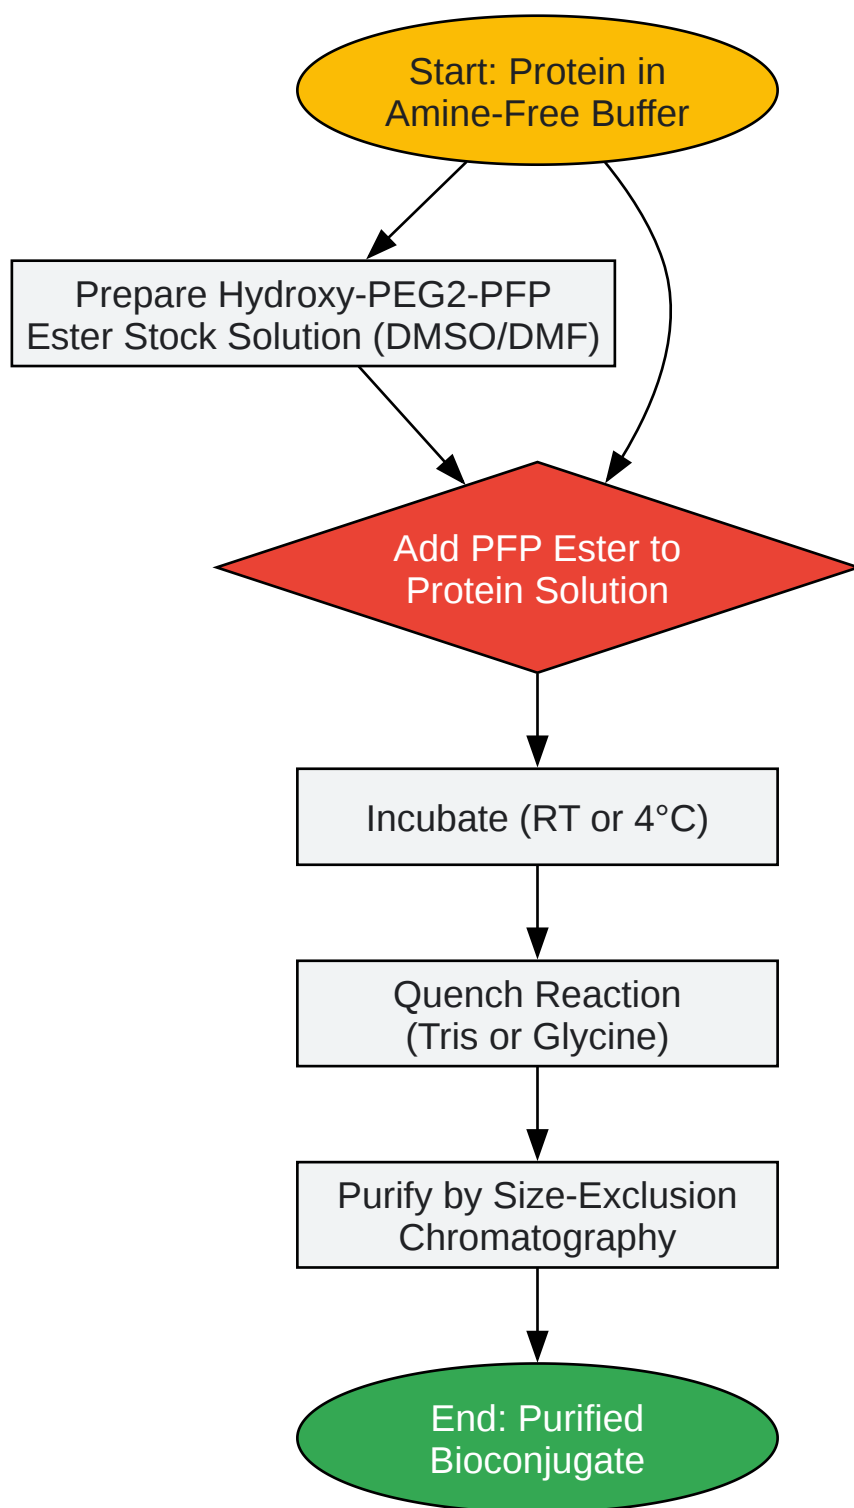 Start: Protein in
Amine-Free Buffer
Prepare Hydroxy-PEG2-PFP
Ester Stock Solution (DMSO/DMF)
Add PFP Ester to
Protein Solution
Incubate (RT or 4°C)
Quench Reaction
(Tris or Glycine)
Purify by Size-Exclusion
Chromatography
End: Purified
Bioconjugate